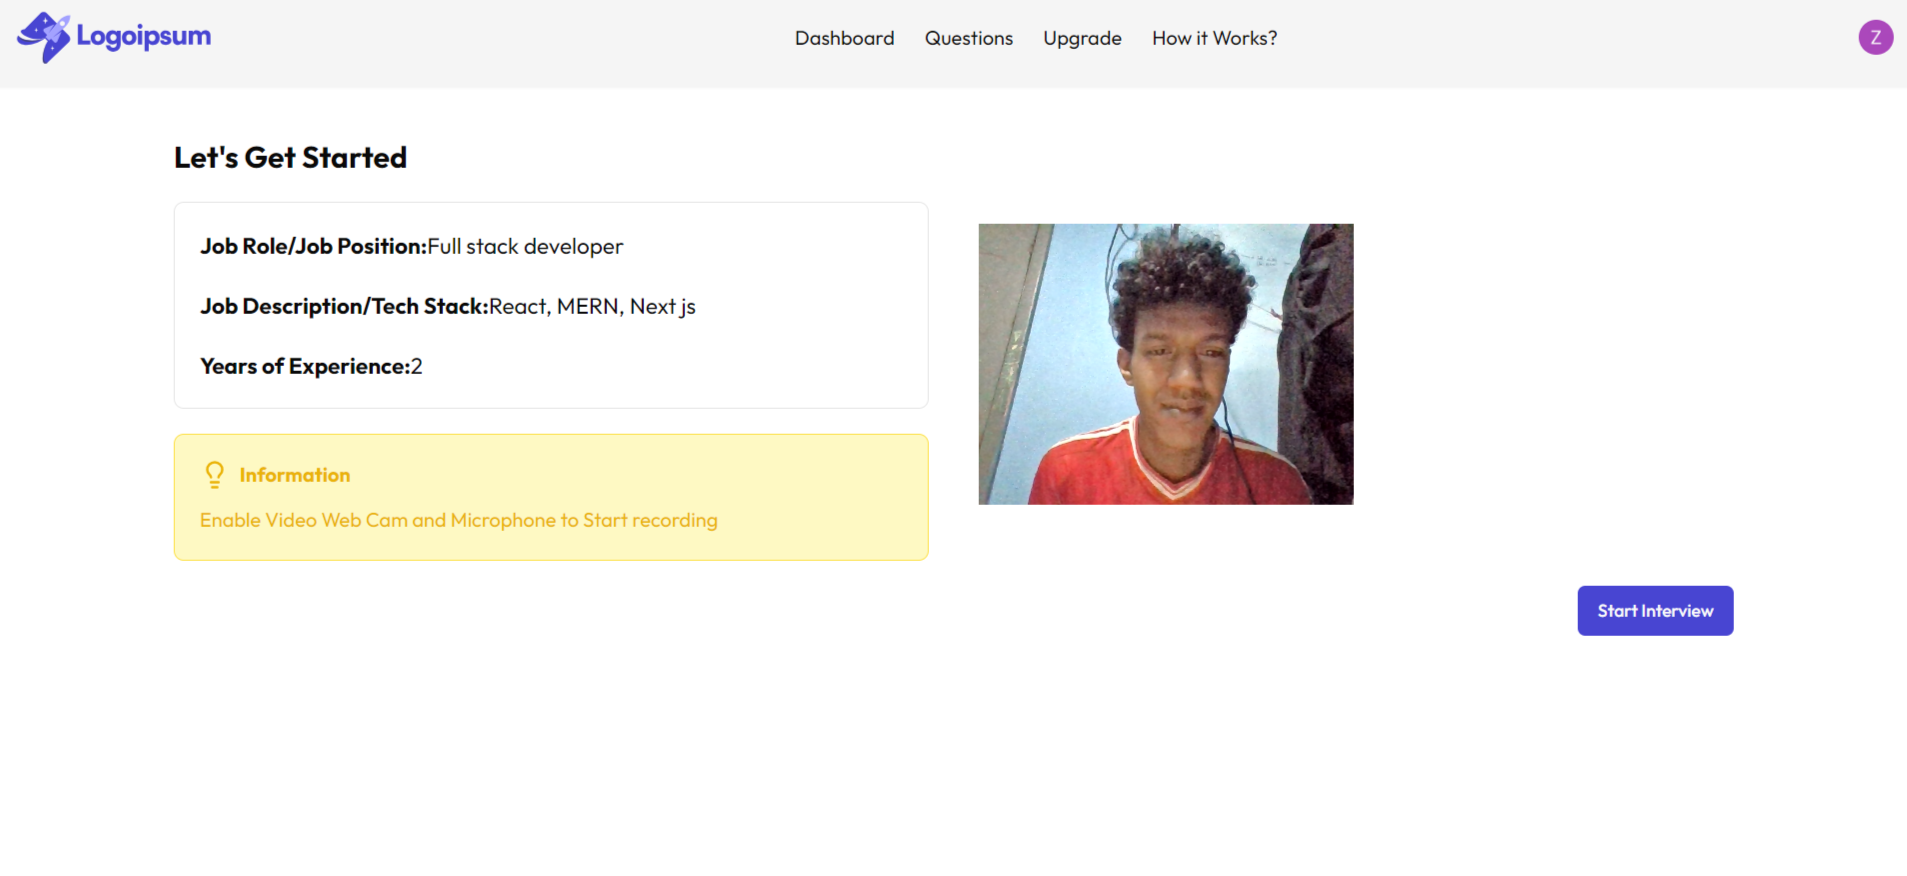 Logoipsum
Dashboard Questions Upgrade How it Works?
Z
Let's Get Started
Job Role/Job Position:Full stack developer
Job Description/Tech Stack:React, MERN, Next js
Years of Experience:2
Information
Enable Video Web Cam and Microphone to Start recording
Start Interview